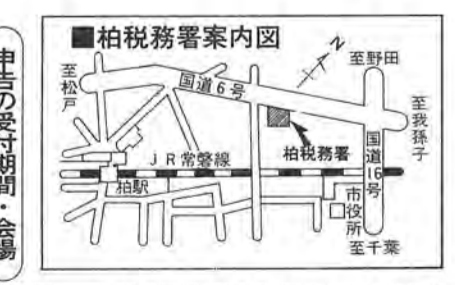 申告の受付期間・会場
■柏税務署案内図
N
至野田
至松戸
国道6号
至我孫子
柏税務署
国道16号
JR常磐線
柏駅
市役所
至千葉